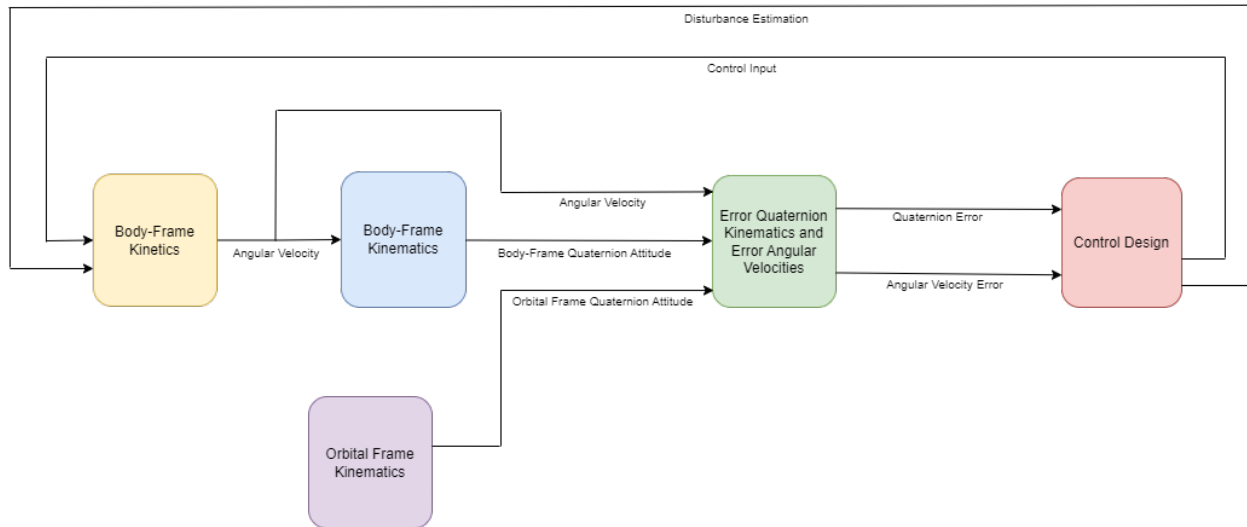 Disturbance Estimation
Control Input
Body-Frame
Kinetics
Angular Velocity
Body-Frame
Kinematics
Angular Velocity
Body-Frame Quaternion Attitude
Orbital Frame Quaternion Attitude
Error Quaternion
Kinematics and
Error Angular
Velocities
Quaternion Error
Angular Velocity Error
Control Design
Orbital Frame
Kinematics